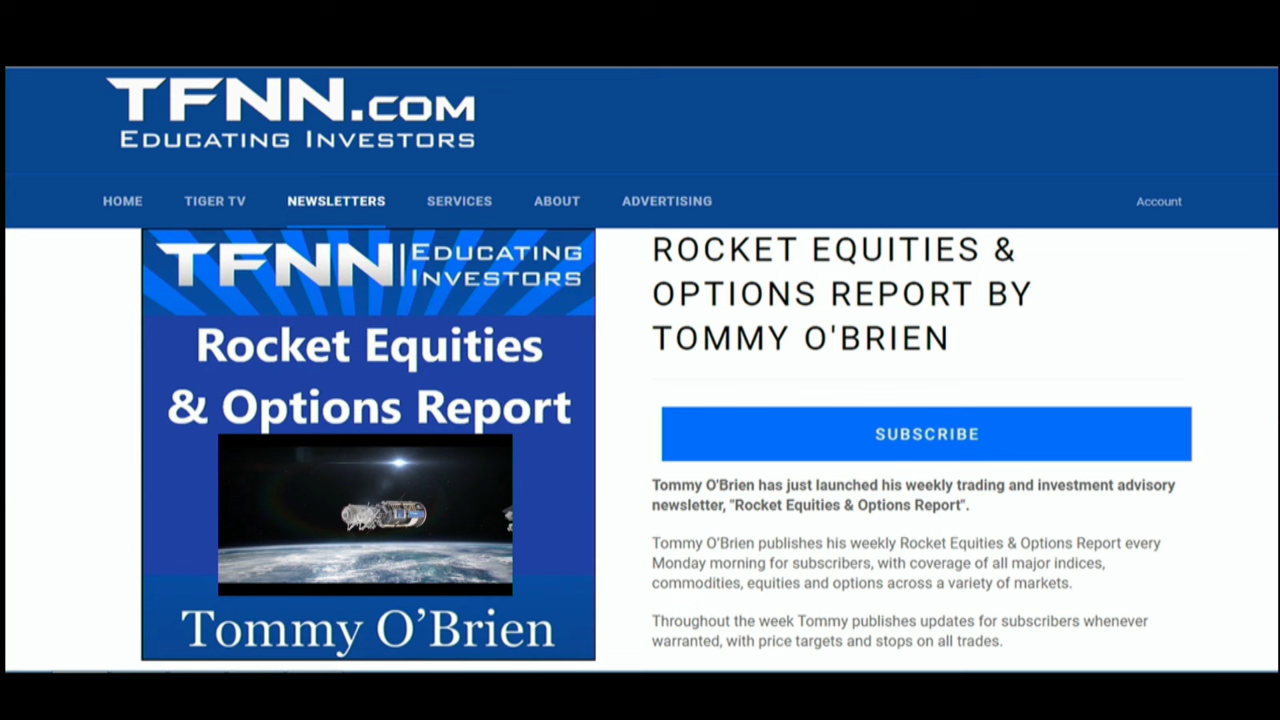 TFNN.COM
EDUCATING INVESTORS
HOME TIGER TV NEWSLETTERS SERVICES ABOUT ADVERTISING Account
TFNN EDUCATING
INVESTORS
Rocket Equities
& Options Report
Tommy O’Brien
ROCKET EQUITIES &
OPTIONS REPORT BY
TOMMY O'BRIEN
SUBSCRIBE
Tommy O'Brien has just launched his weekly trading and investment advisory
newsletter, "Rocket Equities & Options Report".
Tommy O’Brien publishes his weekly Rocket Equities & Options Report every
Monday morning for subscribers, with coverage of all major indices,
commodities, equities and options across a variety of markets.
Throughout the week Tommy publishes updates for subscribers whenever
warranted, with price targets and stops on all trades.